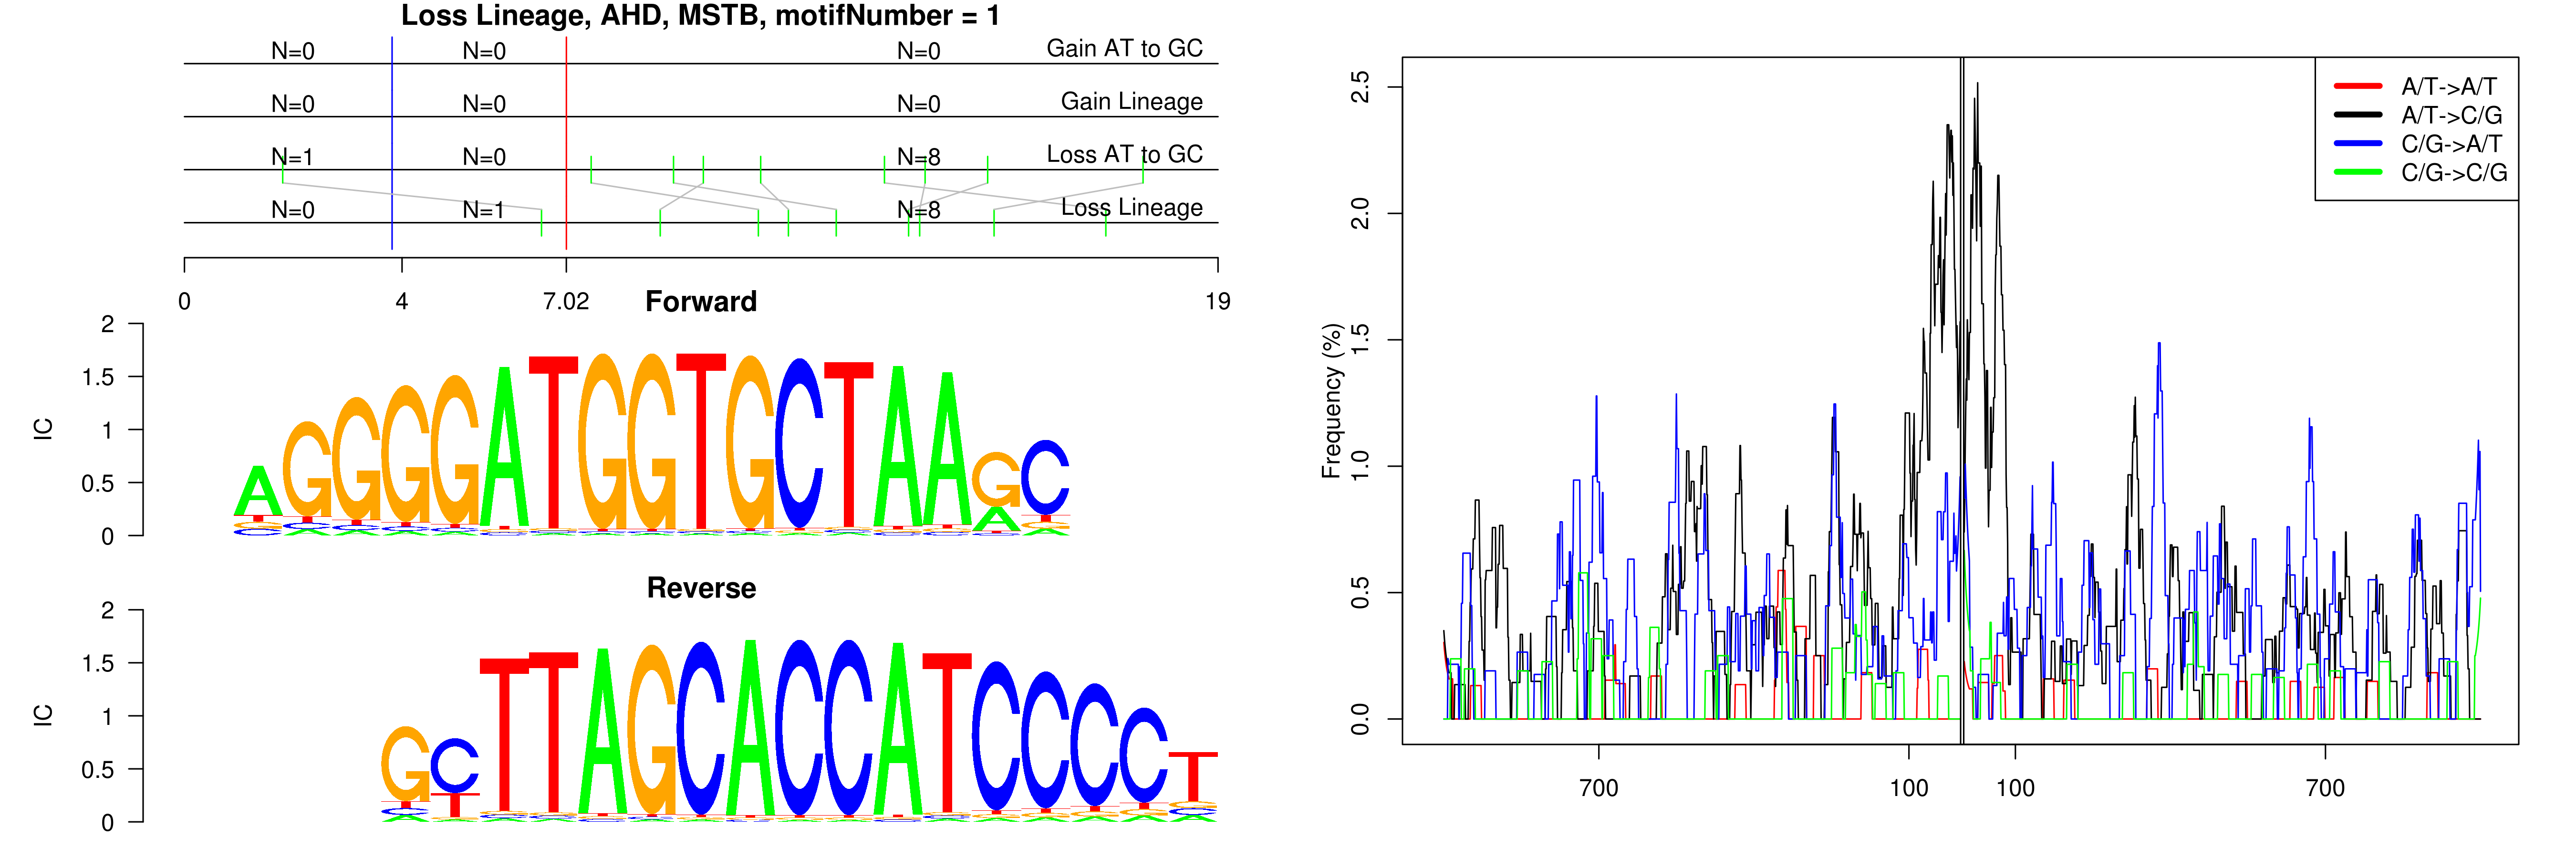 Loss Lineage, AHD, MSTB, motifNumber = 1
N=0 N=0 N=0 Gain AT to GC
N=0 N=0 N=0 Gain Lineage
N=1 N=0 N=8 Loss AT to GC
N=0 N=1 N=8 Loss Lineage
0 4 7.02 19
Forward
IC
2
1.5
1
0.5
0
AGGGGATGGTGCTAAGC
A
Reverse
IC
2
1.5
1
0.5
0
GCTTAGCACCATCCCCT
Frequency (%)
2.5
2.0
1.5
1.0
0.5
0.0
700 100 100 700
A/T->A/T
A/T->C/G
C/G->A/T
C/G->C/G